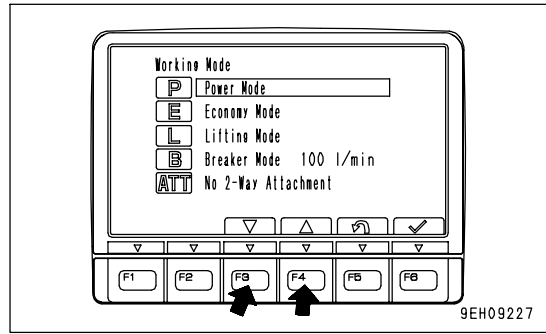 Working Mode
P Power Mode
E Economy Mode
L Lifting Mode
B Breaker Mode 100 l/min
ATT No 2-Way Attachment
F1 F2 F3 F4 F5 F6
9EH09227